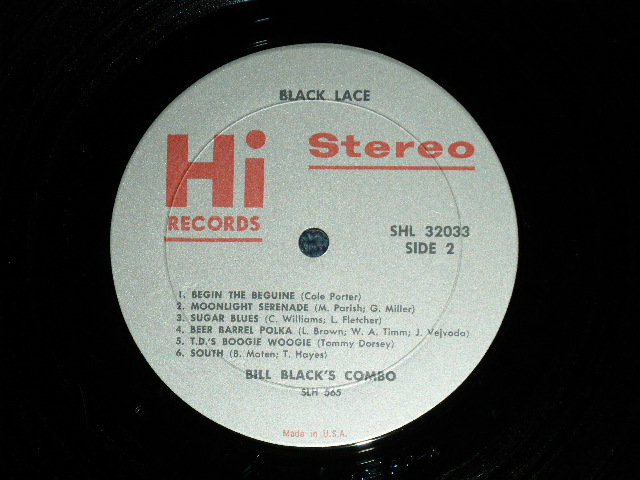 BLACK LACE
Hi
RECORDS
Stereo
SHL 32033
SIDE 2
1. BEGIN THE BEGUINE (Cole Porter)
2. MOONLIGHT SERENADE (M. Parish; G. Miller)
3. SUGAR BLUES (C. Williams; L. Fletcher)
4. BEER BARREL POLKA (L. Brown; W. A. Timm; J. Vejvoda)
5. T.D.'S BOOGIE WOOGIE (Tommy Dorsey)
6. SOUTH (B. Moten; T. Hayes)
BILL BLACK'S COMBO
SLH 565
Made in U.S.A.